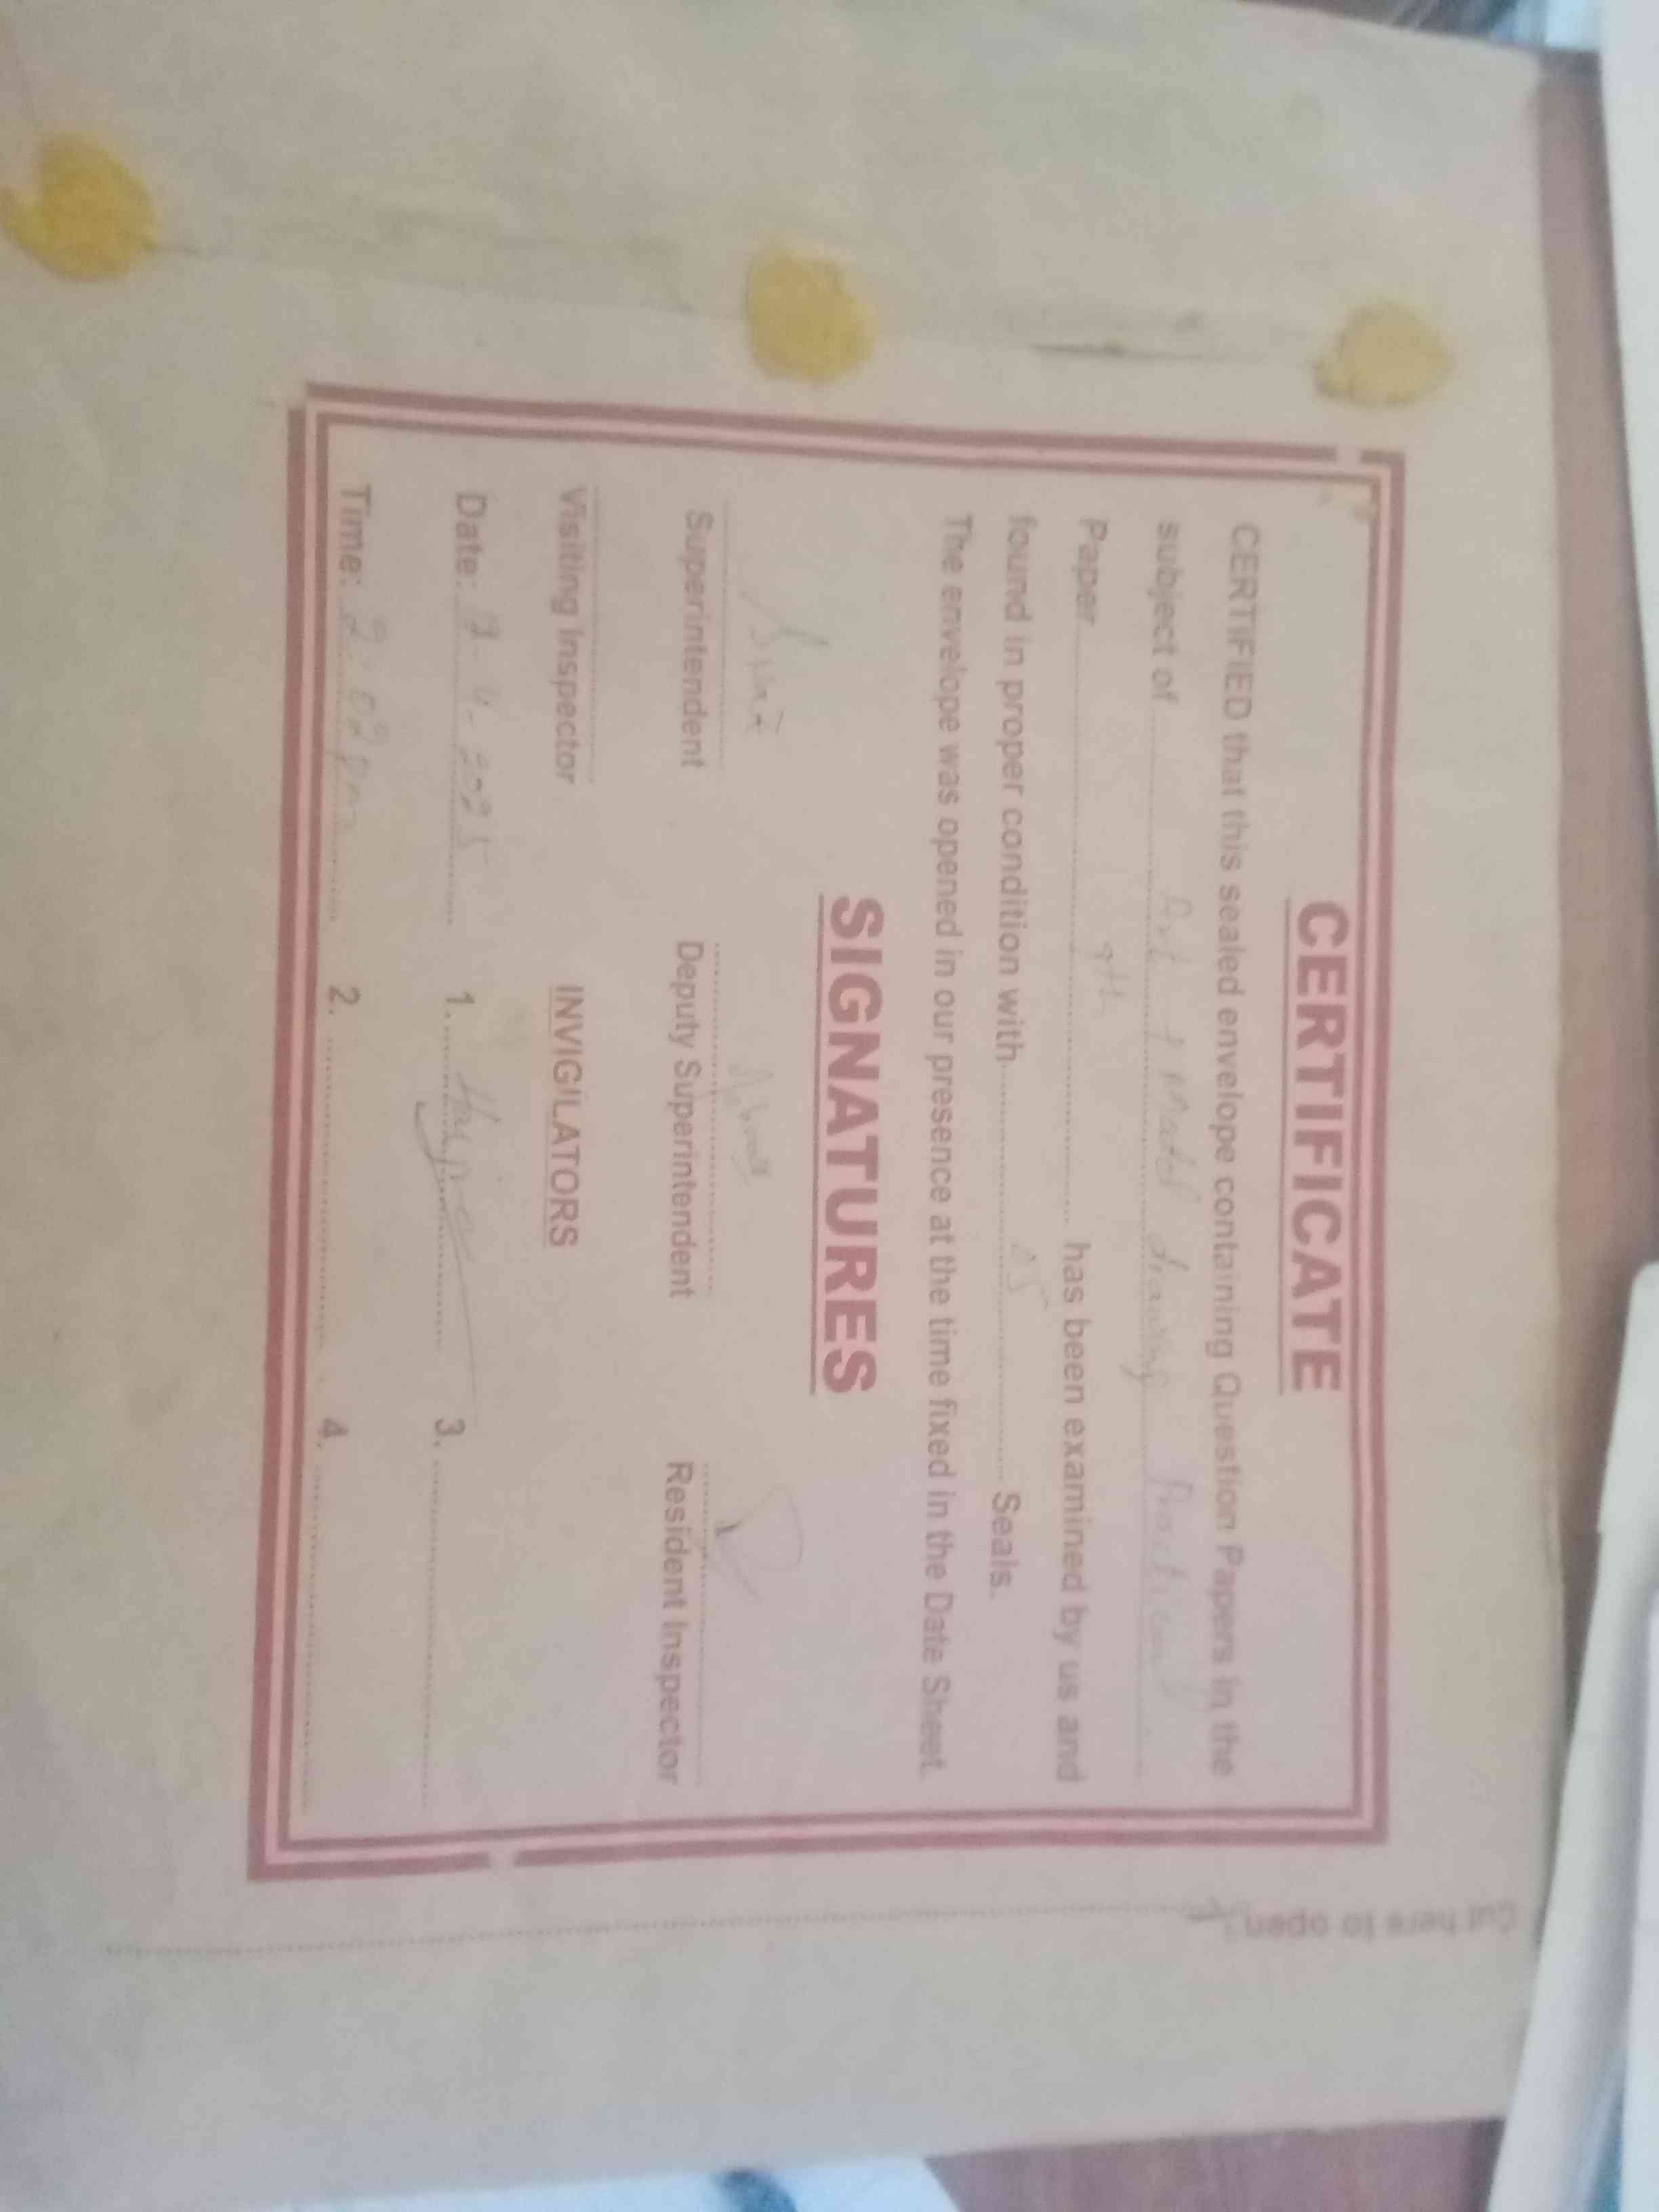 CERTIFICATE
CERTIFIED that this sealed envelope containing Question Papers in the
subject of Art & Model drawing Practical
Paper 9th has been examined by us and
found in proper condition with 05 Seals.
The envelope was opened in our presence at the time fixed in the Date Sheet.
SIGNATURES
Superintendent Deputy Superintendent Resident Inspector
Visiting Inspector INVIGILATORS
Date: 1. 3.
Time: 2:02 pm 2. 4.
Cut here to open